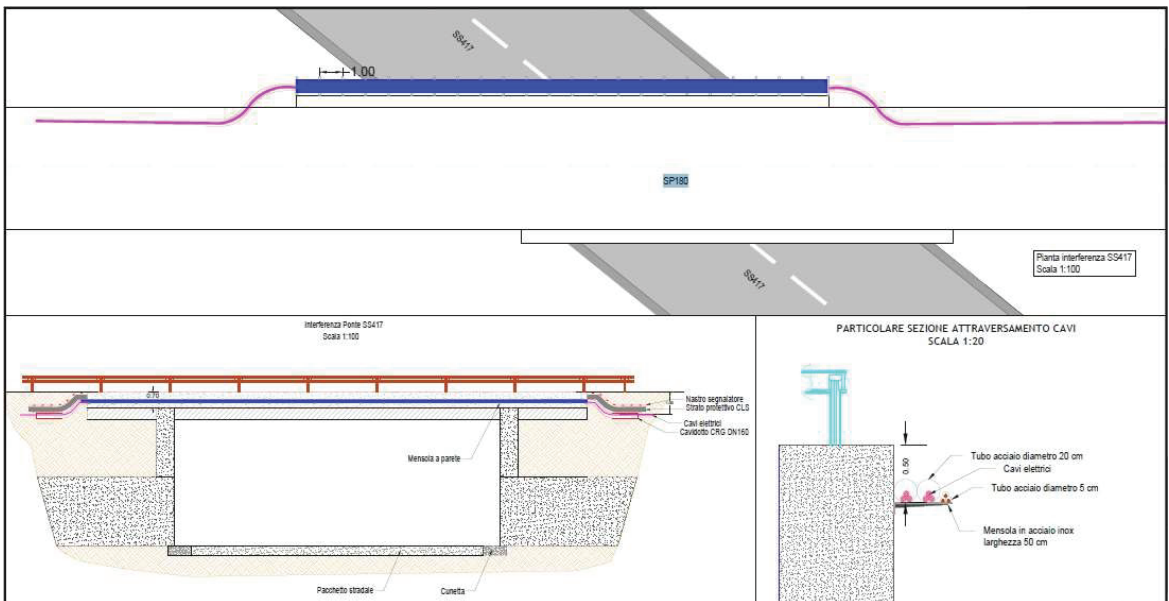 SS417
1.00
SP180
SS417
Pianta interferenza SS417
Scala 1:100
Interferenza Ponte SS417
Scala 1:100
0.70
Nastro segnalatore
Strato protettivo CLS
Cavi elettrici
Cavidotto CRG DN160
Mensola a parete
Pacchetto stradale
Cunetta
PARTICOLARE SEZIONE ATTRAVERSAMENTO CAVI
SCALA 1:20
0.50
Tubo acciaio diametro 20 cm
Cavi elettrici
Tubo acciaio diametro 5 cm
Mensola in acciaio inox
larghezza 50 cm